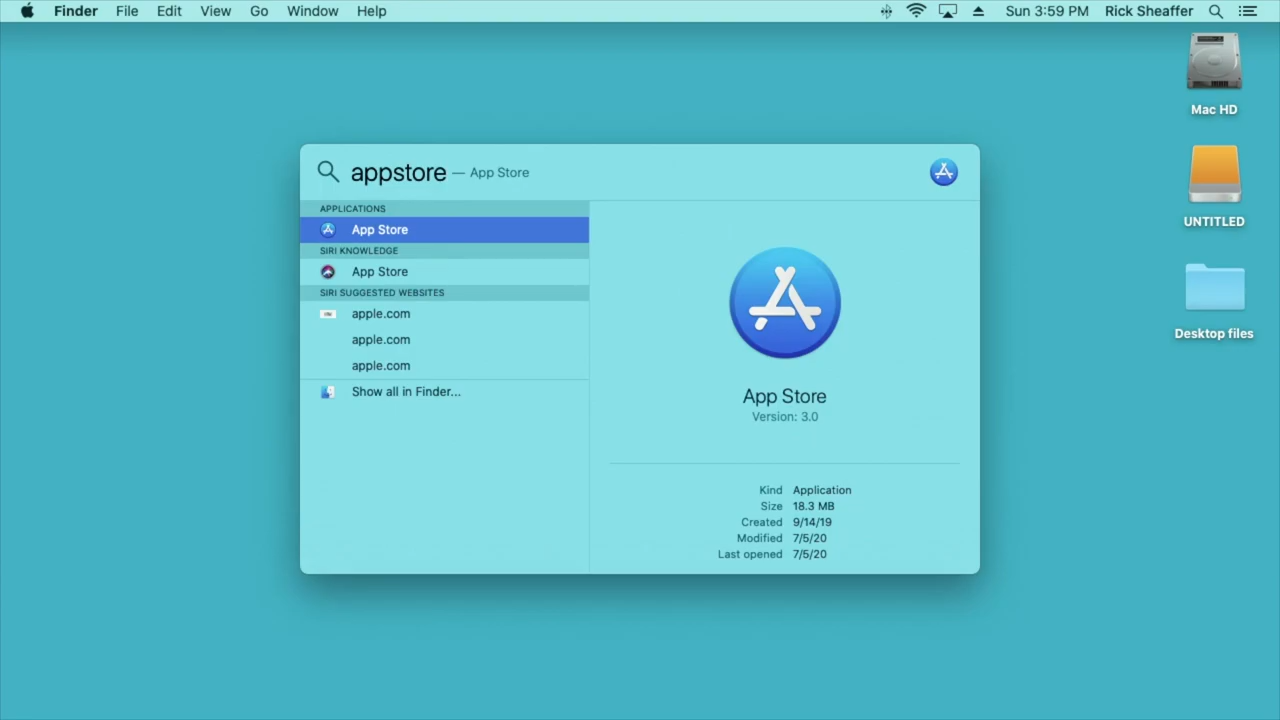 Finder File Edit View Go Window Help Sun 3:59 PM Rick Sheaffer
Mac HD
UNTITLED
Desktop files
appstore — App Store
APPLICATIONS
App Store
SIRI KNOWLEDGE
App Store
SIRI SUGGESTED WEBSITES
apple.com
apple.com
apple.com
Show all in Finder...
App Store
Version: 3.0
Kind Application
Size 18.3 MB
Created 9/14/19
Modified 7/5/20
Last opened 7/5/20